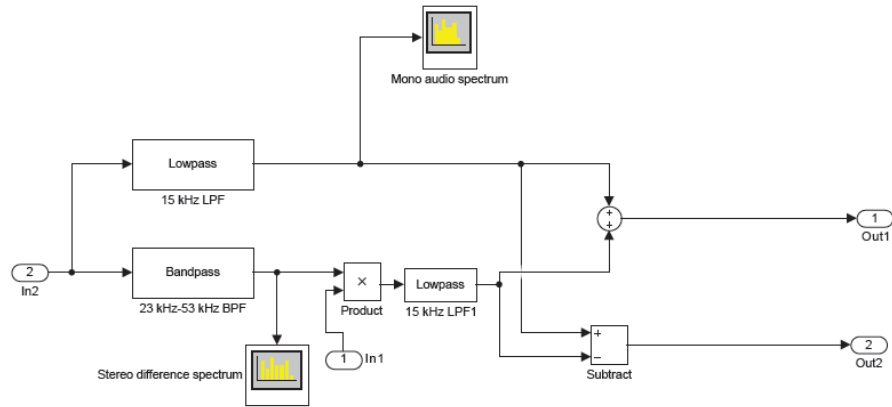 Mono audio spectrum
Lowpass
15 kHz LPF
+
+
1
Out1
2
In2
Bandpass
23 kHz-53 kHz BPF
×
Product
Lowpass
15 kHz LPF1
1
In1
Stereo difference spectrum
+
−
Subtract
2
Out2